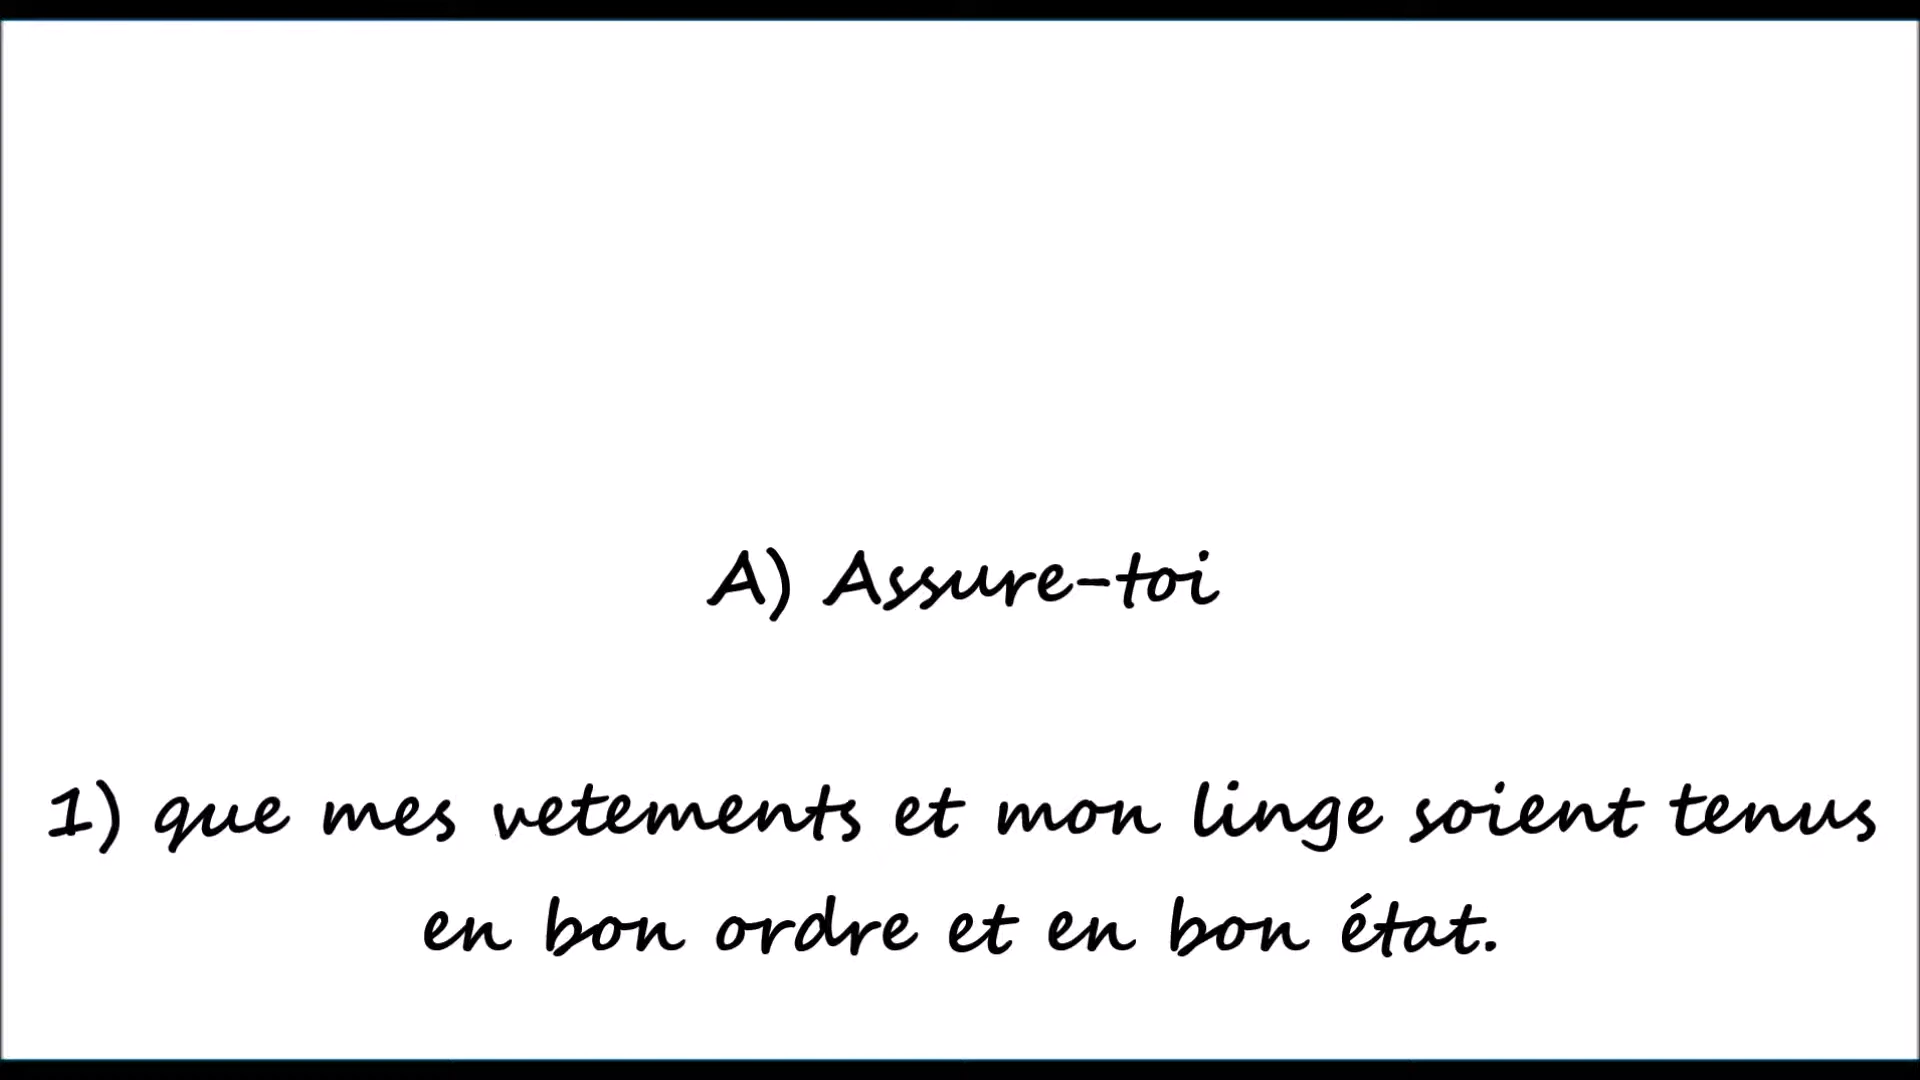 A) Assure-toi
1) que mes vetements et mon linge soient tenus
en bon ordre et en bon état.